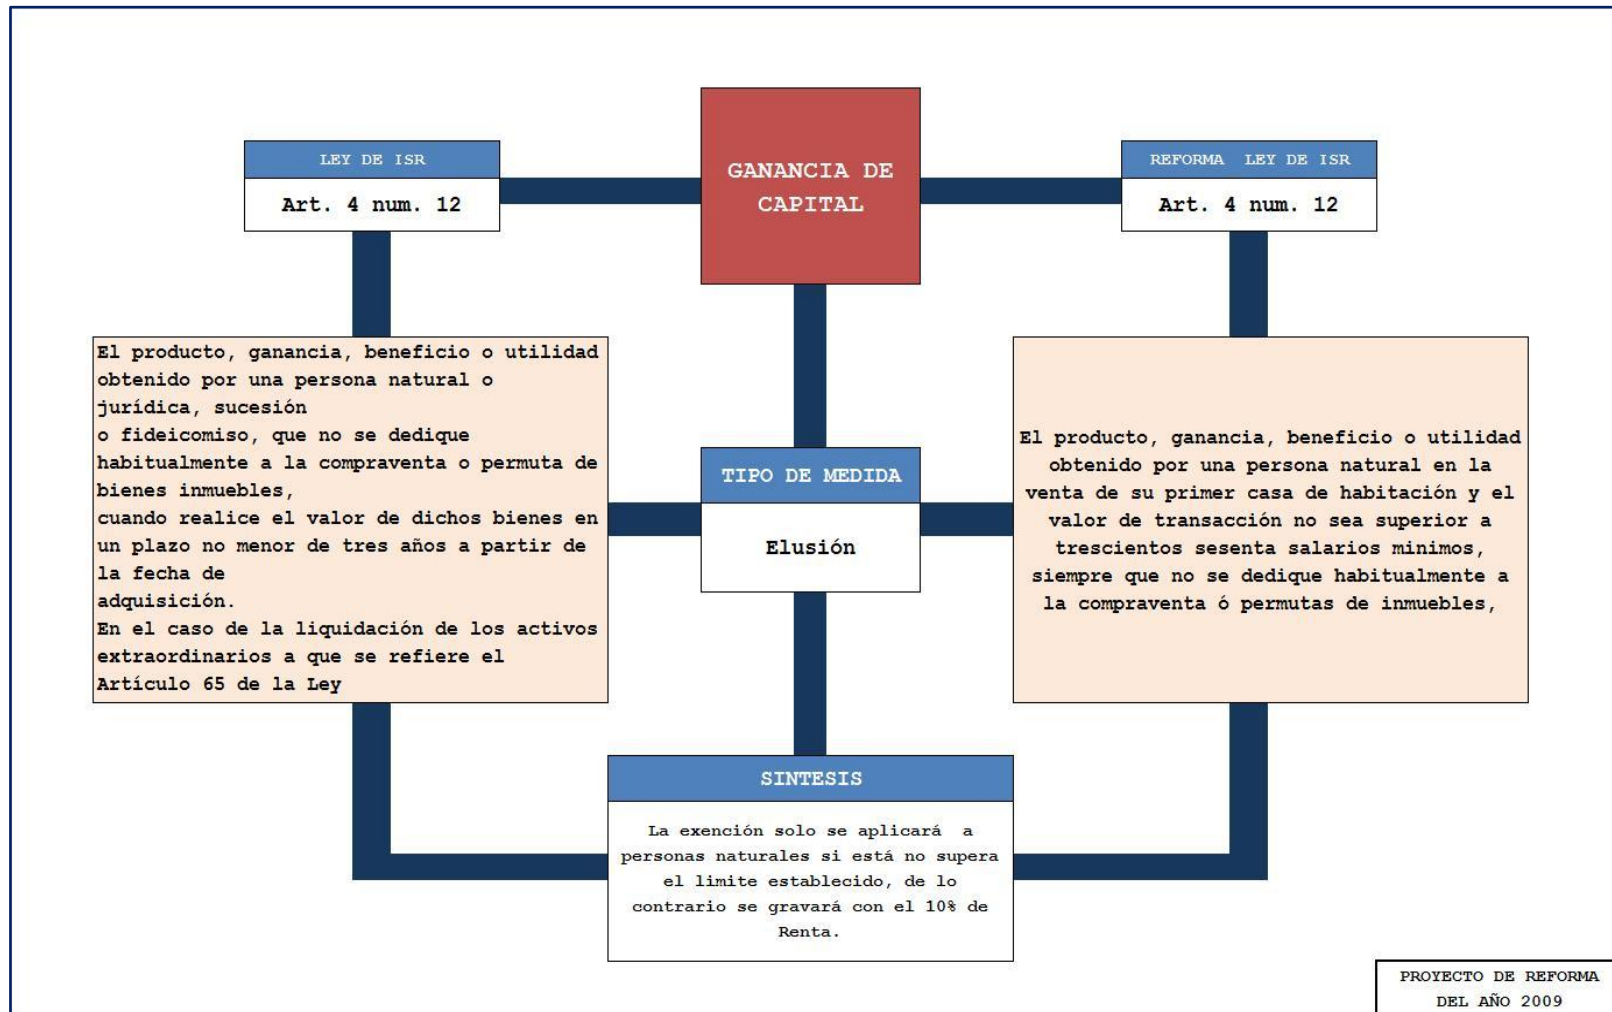 GANANCIA DE
CAPITAL
LEY DE ISR
Art. 4 num. 12
REFORMA LEY DE ISR
Art. 4 num. 12
El producto, ganancia, beneficio o utilidad
obtenido por una persona natural o
jurídica, sucesión
o fideicomiso, que no se dedique
habitualmente a la compraventa o permuta de
bienes inmuebles,
cuando realice el valor de dichos bienes en
un plazo no menor de tres años a partir de
la fecha de
adquisición.
En el caso de la liquidación de los activos
extraordinarios a que se refiere el
Artículo 65 de la Ley
TIPO DE MEDIDA
Elusión
El producto, ganancia, beneficio o utilidad
obtenido por una persona natural en la
venta de su primer casa de habitación y el
valor de transacción no sea superior a
trescientos sesenta salarios minimos,
siempre que no se dedique habitualmente a
la compraventa ó permutas de inmuebles,
SINTESIS
La exención solo se aplicará a
personas naturales si está no supera
el limite establecido, de lo
contrario se gravará con el 10% de
Renta.
PROYECTO DE REFORMA
DEL AÑO 2009